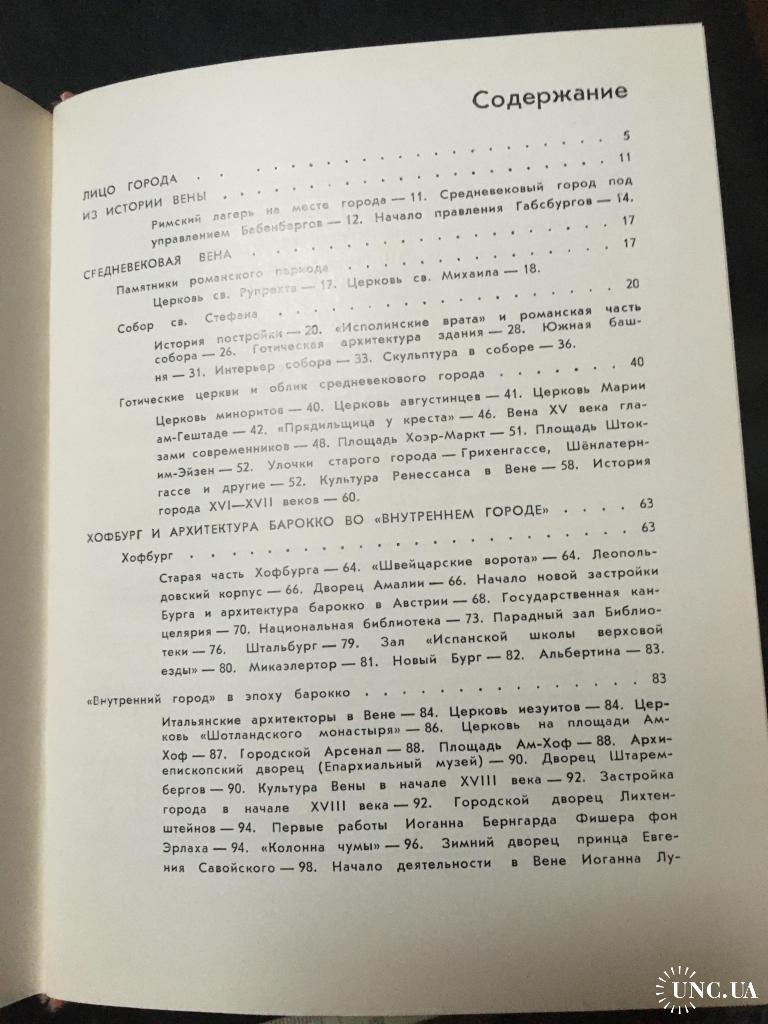 Содержание
ЛИЦО ГОРОДА . . . . . . . . . . . . . . . 5
ИЗ ИСТОРИИ ВЕНЫ . . . . . . . . . . . . . . . 11
Римский лагерь на месте города — 11. Средневековый город под
управлением Бабенбергов — 12. Начало правления Габсбургов — 14.
СРЕДНЕВЕКОВАЯ ВЕНА . . . . . . . . . . . . . . . 17
Памятники романского периода . . . . . . . . . . . . 17
Церковь св. Рупрехта — 17. Церковь св. Михаила — 18.
Собор св. Стефана . . . . . . . . . . . . . . . 20
История постройки — 20. «Исполинские врата» и романская часть
собора — 26. Готическая архитектура здания — 28. Южная баш-
ня — 31. Интерьер собора — 33. Скульптура в соборе — 36.
Готические церкви и облик средневекового города . . . . . . 40
Церковь миноритов — 40. Церковь августинцев — 41. Церковь Марии
ам-Гештаде — 42. «Прядильщица у креста» — 46. Вена XV века гла-
зами современников — 48. Площадь Хоэр-Маркт — 51. Площадь Шток-
им-Эйзен — 52. Улочки старого города — Грихенгассе, Шёнлатерн-
гассе и другие — 52. Культура Ренессанса в Вене — 58. История
города XVI—XVII веков — 60.
ХОФБУРГ И АРХИТЕКТУРА БАРОККО ВО «ВНУТРЕННЕМ ГОРОДЕ» . . . . 63
Хофбург . . . . . . . . . . . . . . . . . . 63
Старая часть Хофбурга — 64. «Швейцарские ворота» — 64. Леополь-
довский корпус — 66. Дворец Амалии — 66. Начало новой застройки
Бурга и архитектура барокко в Австрии — 68. Государственная кан-
целярия — 70. Национальная библиотека — 73. Парадный зал Библио-
теки — 76. Штальбург — 79. Зал «Испанской школы верховой
езды» — 80. Микаэлертор — 81. Новый Бург — 82. Альбертина — 83.
«Внутренний город» в эпоху барокко . . . . . . . . . . . . 83
Итальянские архитекторы в Вене — 84. Церковь иезуитов — 84. Цер-
ковь «Шотландского монастыря» — 86. Церковь на площади Ам-
Хоф — 87. Городской Арсенал — 88. Площадь Ам-Хоф — 88. Архи-
епископский дворец (Епархиальный музей) — 90. Дворец Штарем-
бергов — 90. Культура Вены в начале XVIII века — 92. Застройка
города в начале XVIII века — 92. Городской дворец Лихтен-
штейнов — 94. Первые работы Иоганна Бернгарда Фишера фон
Эрлаха — 94. «Колонна чумы» — 96. Зимний дворец принца Евге-
ния Савойского — 98. Начало деятельности в Вене Иоганна Лу-
UNC.UA